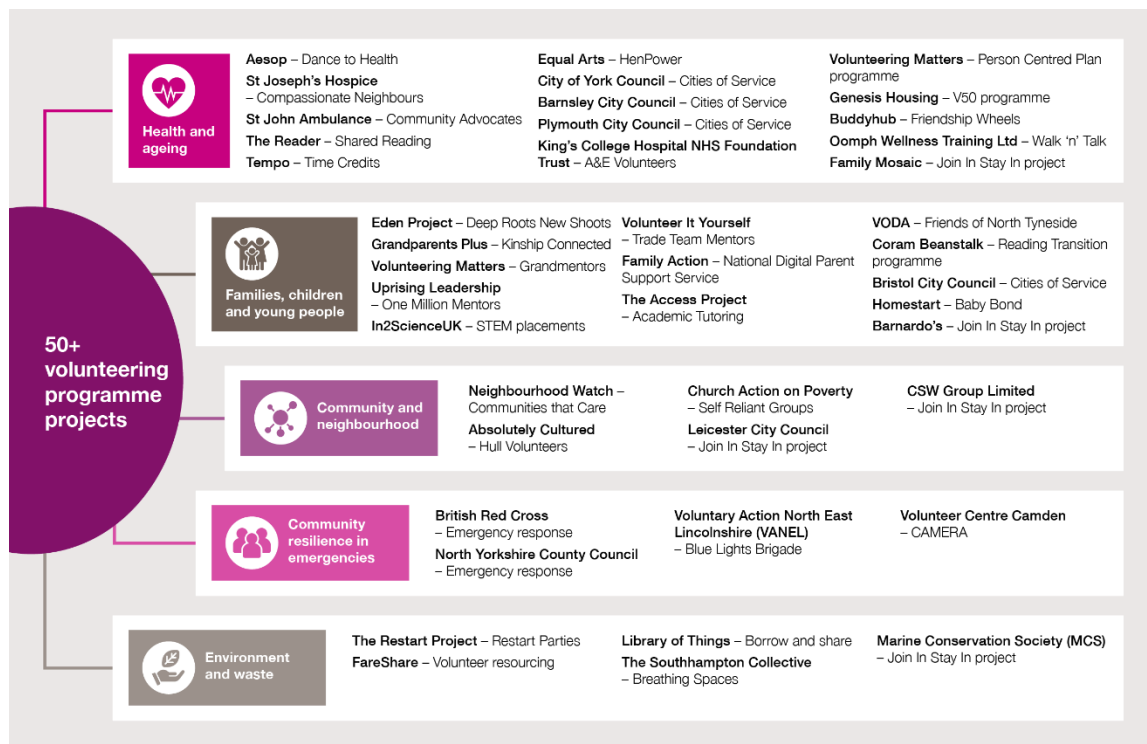 50+
volunteering
programme
projects
Health and
ageing
Aesop – Dance to Health
St Joseph's Hospice
– Compassionate Neighbours
St John Ambulance – Community Advocates
The Reader – Shared Reading
Tempo – Time Credits
Equal Arts – HenPower
City of York Council – Cities of Service
Barnsley City Council – Cities of Service
Plymouth City Council – Cities of Service
King's College Hospital NHS Foundation
Trust – A&E Volunteers
Volunteering Matters – Person Centred Plan
programme
Genesis Housing – V50 programme
Buddyhub – Friendship Wheels
Oomph Wellness Training Ltd – Walk 'n' Talk
Family Mosaic – Join In Stay In project
Families, children
and young people
Eden Project – Deep Roots New Shoots
Grandparents Plus – Kinship Connected
Volunteering Matters – Grandmentors
Uprising Leadership
– One Million Mentors
In2ScienceUK – STEM placements
Volunteer It Yourself
– Trade Team Mentors
Family Action – National Digital Parent
Support Service
The Access Project
– Academic Tutoring
VODA – Friends of North Tyneside
Coram Beanstalk – Reading Transition
programme
Bristol City Council – Cities of Service
Homestart – Baby Bond
Barnardo's – Join In Stay In project
Community and
neighbourhood
Neighbourhood Watch –
Communities that Care
Absolutely Cultured
– Hull Volunteers
Church Action on Poverty
– Self Reliant Groups
Leicester City Council
– Join In Stay In project
CSW Group Limited
– Join In Stay In project
Community
resilience in
emergencies
British Red Cross
– Emergency response
North Yorkshire County Council
– Emergency response
Voluntary Action North East
Lincolnshire (VANEL)
– Blue Lights Brigade
Volunteer Centre Camden
– CAMERA
Environment
and waste
The Restart Project – Restart Parties
FareShare – Volunteer resourcing
Library of Things – Borrow and share
The Southhampton Collective
– Breathing Spaces
Marine Conservation Society (MCS)
– Join In Stay In project